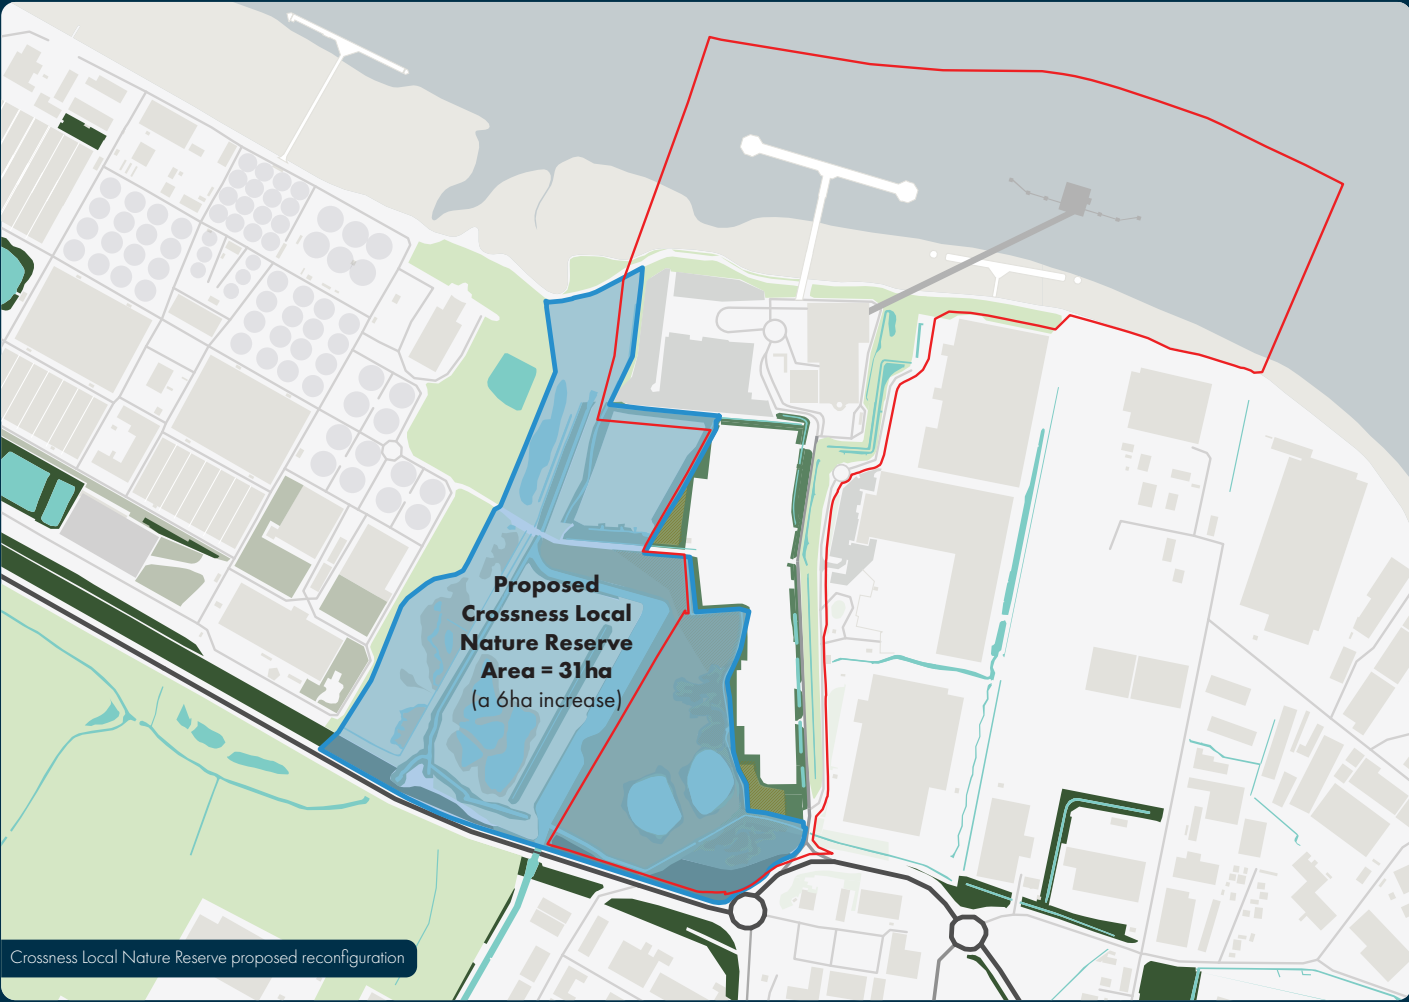 Proposed
Crossness Local
Nature Reserve
Area = 31ha
(a 6ha increase)
Crossness Local Nature Reserve proposed reconfiguration